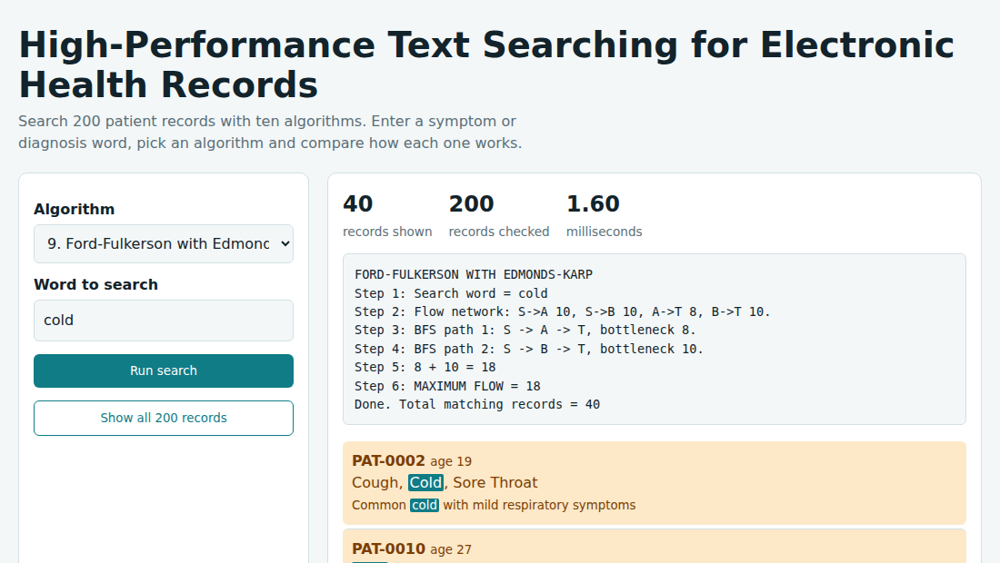 High-Performance Text Searching for Electronic
Health Records
Search 200 patient records with ten algorithms. Enter a symptom or
diagnosis word, pick an algorithm and compare how each one works.
Algorithm
9. Ford-Fulkerson with Edmonc
Word to search
cold
Run search
Show all 200 records
40
records shown
200
records checked
1.60
milliseconds
FORD-FULKERSON WITH EDMONDS-KARP
Step 1: Search word = cold
Step 2: Flow network: S->A 10, S->B 10, A->T 8, B->T 10.
Step 3: BFS path 1: S -> A -> T, bottleneck 8.
Step 4: BFS path 2: S -> B -> T, bottleneck 10.
Step 5: 8 + 10 = 18
Step 6: MAXIMUM FLOW = 18
Done. Total matching records = 40
PAT-0002 age 19
Cough, Cold, Sore Throat
Common cold with mild respiratory symptoms
PAT-0010 age 27